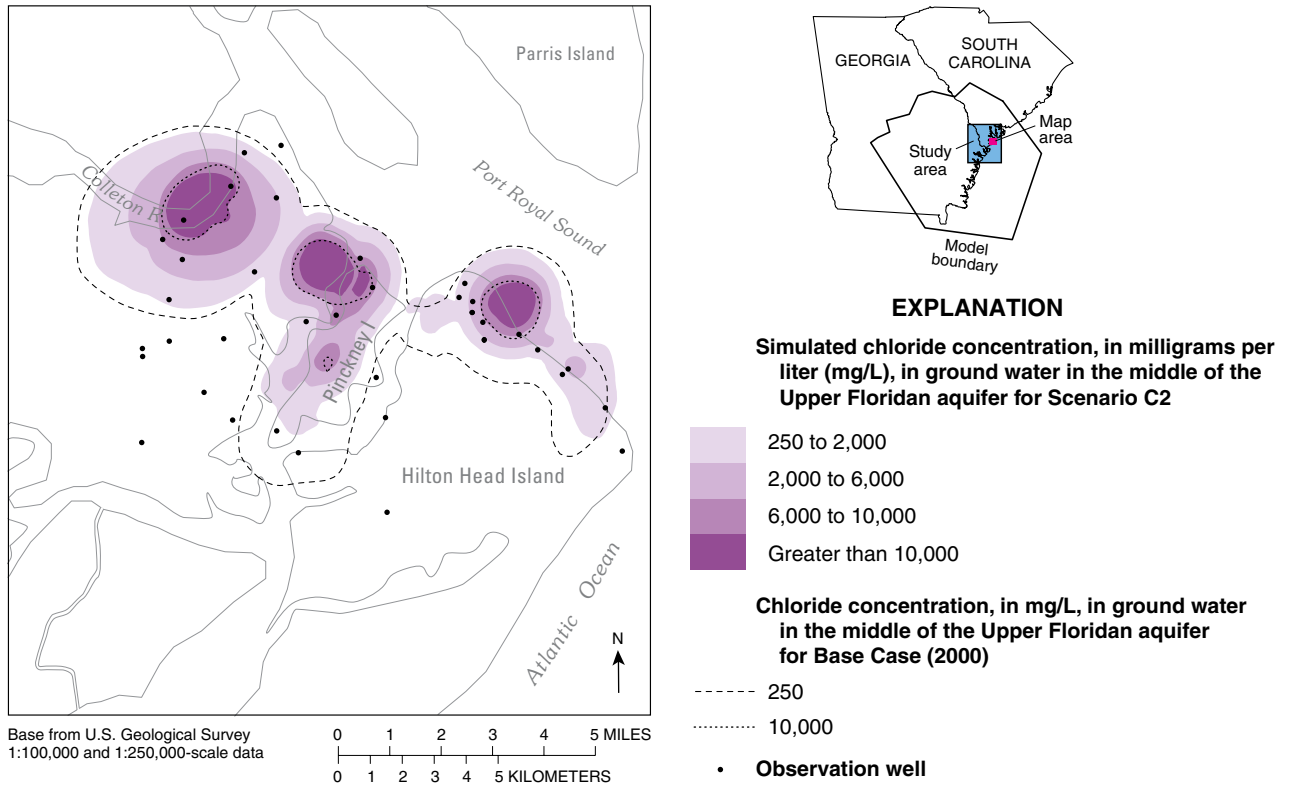 Parris Island
Colleton R
Port Royal Sound
Pinckney I
Hilton Head Island
Atlantic Ocean
N
Base from U.S. Geological Survey
1:100,000 and 1:250,000-scale data
0 1 2 3 4 5 MILES
0 1 2 3 4 5 KILOMETERS
GEORGIA
SOUTH
CAROLINA
Map
area
Study
area
Model
boundary
EXPLANATION
Simulated chloride concentration, in milligrams per
liter (mg/L), in ground water in the middle of the
Upper Floridan aquifer for Scenario C2
250 to 2,000
2,000 to 6,000
6,000 to 10,000
Greater than 10,000
Chloride concentration, in mg/L, in ground water
in the middle of the Upper Floridan aquifer
for Base Case (2000)
250
10,000
Observation well